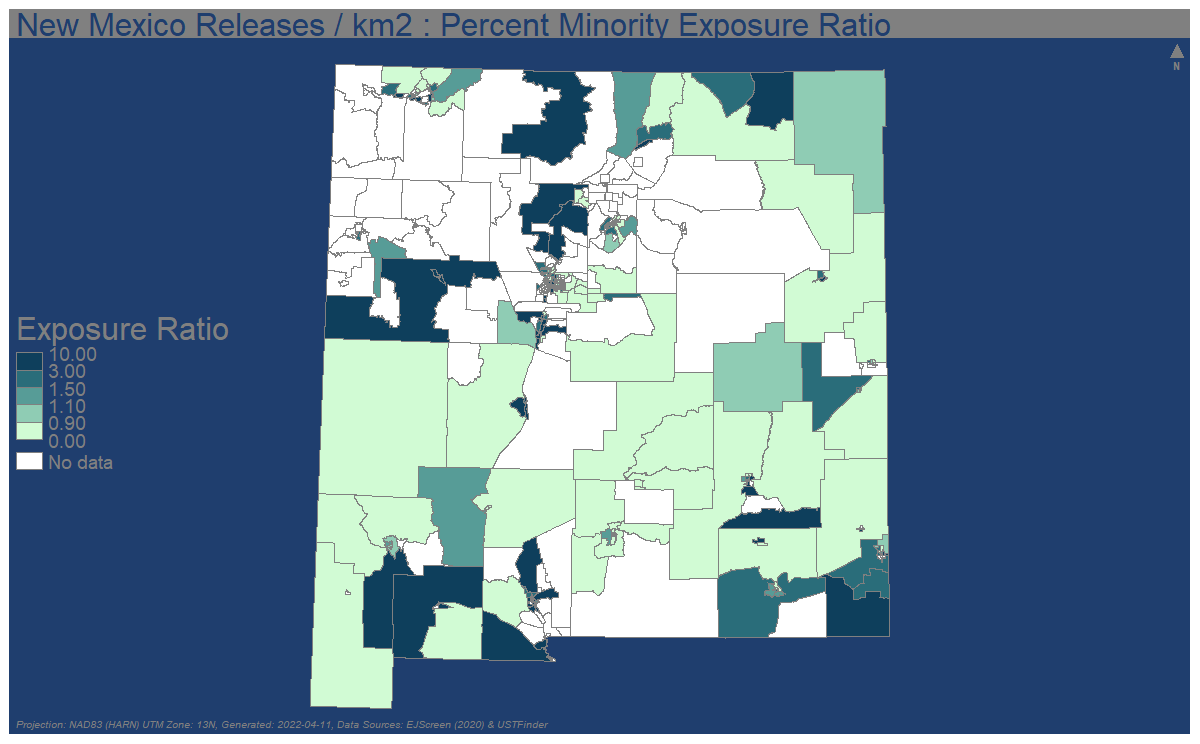 New Mexico Releases / km2 : Percent Minority Exposure Ratio
N
Exposure Ratio
10.00
3.00
1.50
1.10
0.90
0.00
No data
Projection: NAD83 (HARN) UTM Zone: 13N, Generated: 2022-04-11, Data Sources: EJScreen (2020) & USTFinder